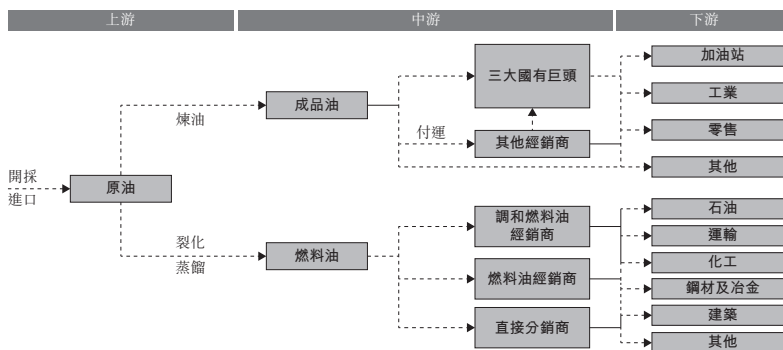 上游
中游
下游
開採
進口
原油
煉油
裂化
蒸餾
成品油
燃料油
付運
三大國有巨頭
其他經銷商
調和燃料油
經銷商
燃料油經銷商
直接分銷商
加油站
工業
零售
其他
石油
運輸
化工
鋼材及冶金
建築
其他